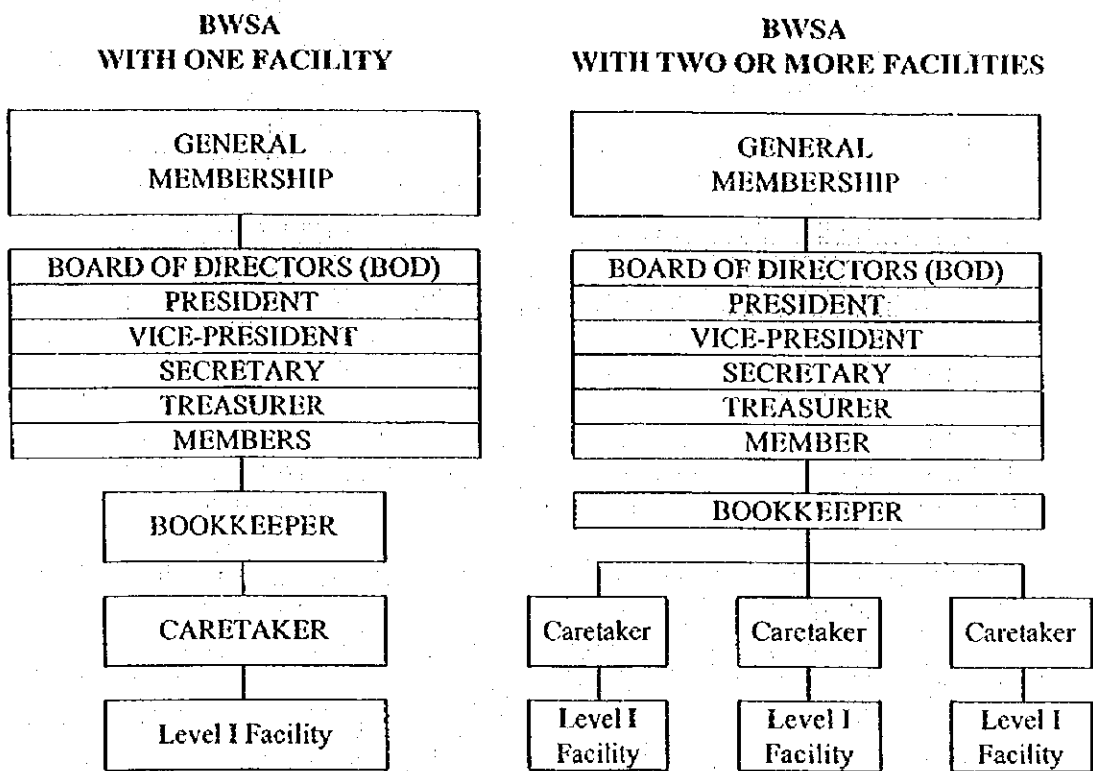 BWSA
WITH ONE FACILITY
GENERAL
MEMBERSHIP
BOARD OF DIRECTORS (BOD)
PRESIDENT
VICE-PRESIDENT
SECRETARY
TREASURER
MEMBERS
BOOKKEEPER
CARETAKER
Level I Facility
BWSA
WITH TWO OR MORE FACILITIES
GENERAL
MEMBERSHIP
BOARD OF DIRECTORS (BOD)
PRESIDENT
VICE-PRESIDENT
SECRETARY
TREASURER
MEMBER
BOOKKEEPER
Caretaker
Caretaker
Caretaker
Level I
Facility
Level I
Facility
Level I
Facility